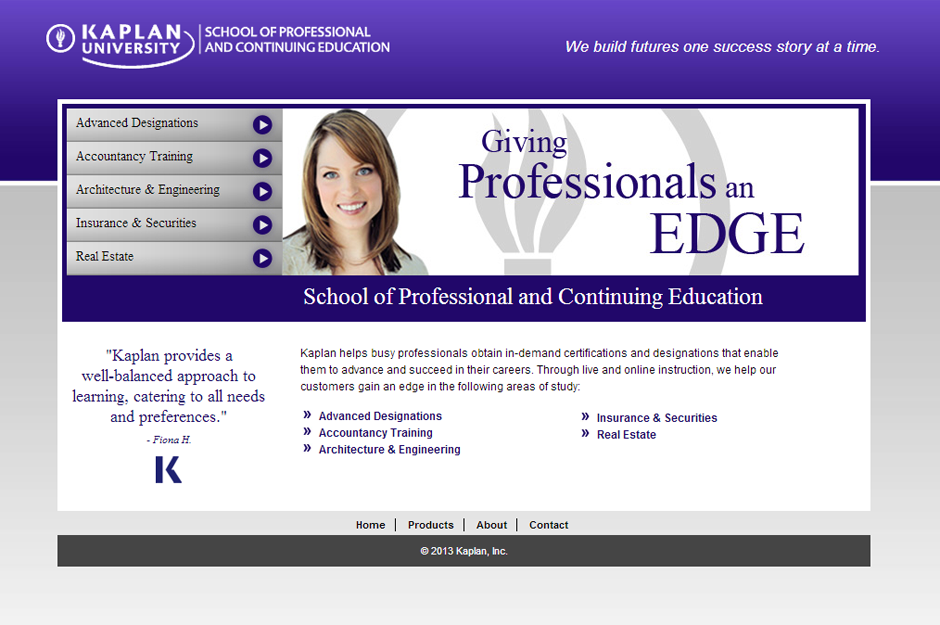 KAPLAN UNIVERSITY
SCHOOL OF PROFESSIONAL
AND CONTINUING EDUCATION
We build futures one success story at a time.
Advanced Designations
Accountancy Training
Architecture & Engineering
Insurance & Securities
Real Estate
Giving
Professionals an
EDGE
School of Professional and Continuing Education
"Kaplan provides a
well-balanced approach to
learning, catering to all needs
and preferences."
- Fiona H.
K
Kaplan helps busy professionals obtain in-demand certifications and designations that enable
them to advance and succeed in their careers. Through live and online instruction, we help our
customers gain an edge in the following areas of study:
» Advanced Designations
» Accountancy Training
» Architecture & Engineering
» Insurance & Securities
» Real Estate
Home | Products | About | Contact
© 2013 Kaplan, Inc.